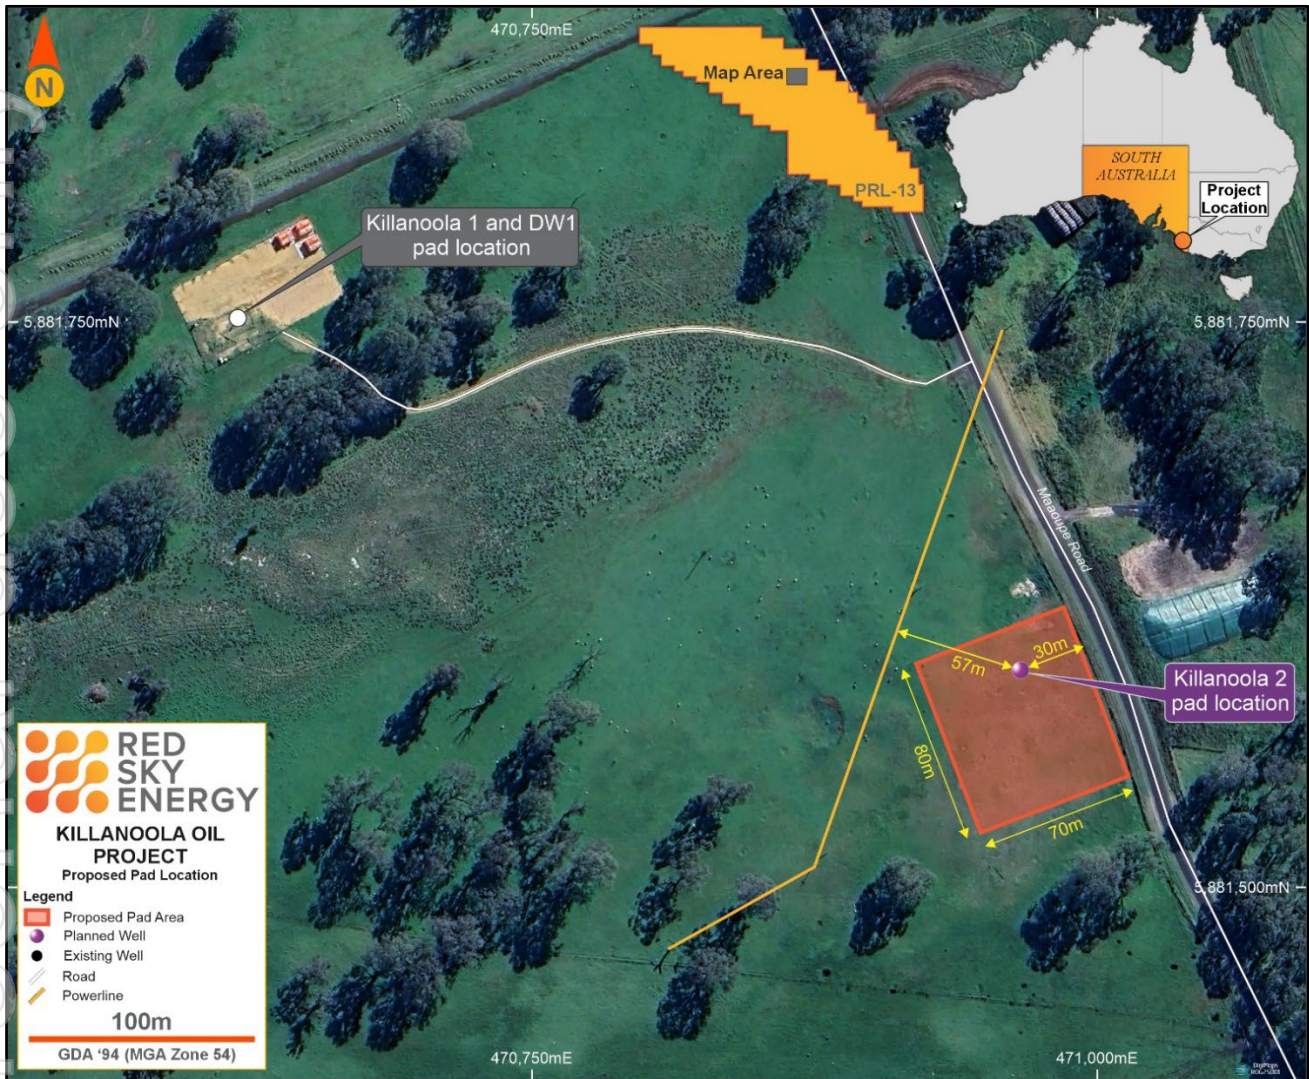 N
470,750mE
Map Area
PRL-13
SOUTH
AUSTRALIA
Project
Location
Killanoola 1 and DW1
pad location
5,881,750mN
5,881,750mN
Maaoupe Road
57m
30m
Killanoola 2
pad location
80m
70m
RED
SKY
ENERGY
KILLANOOLA OIL
PROJECT
Proposed Pad Location
Legend
Proposed Pad Area
Planned Well
Existing Well
Road
Powerline
100m
GDA '94 (MGA Zone 54)
5,881,500mN
470,750mE
471,000mE